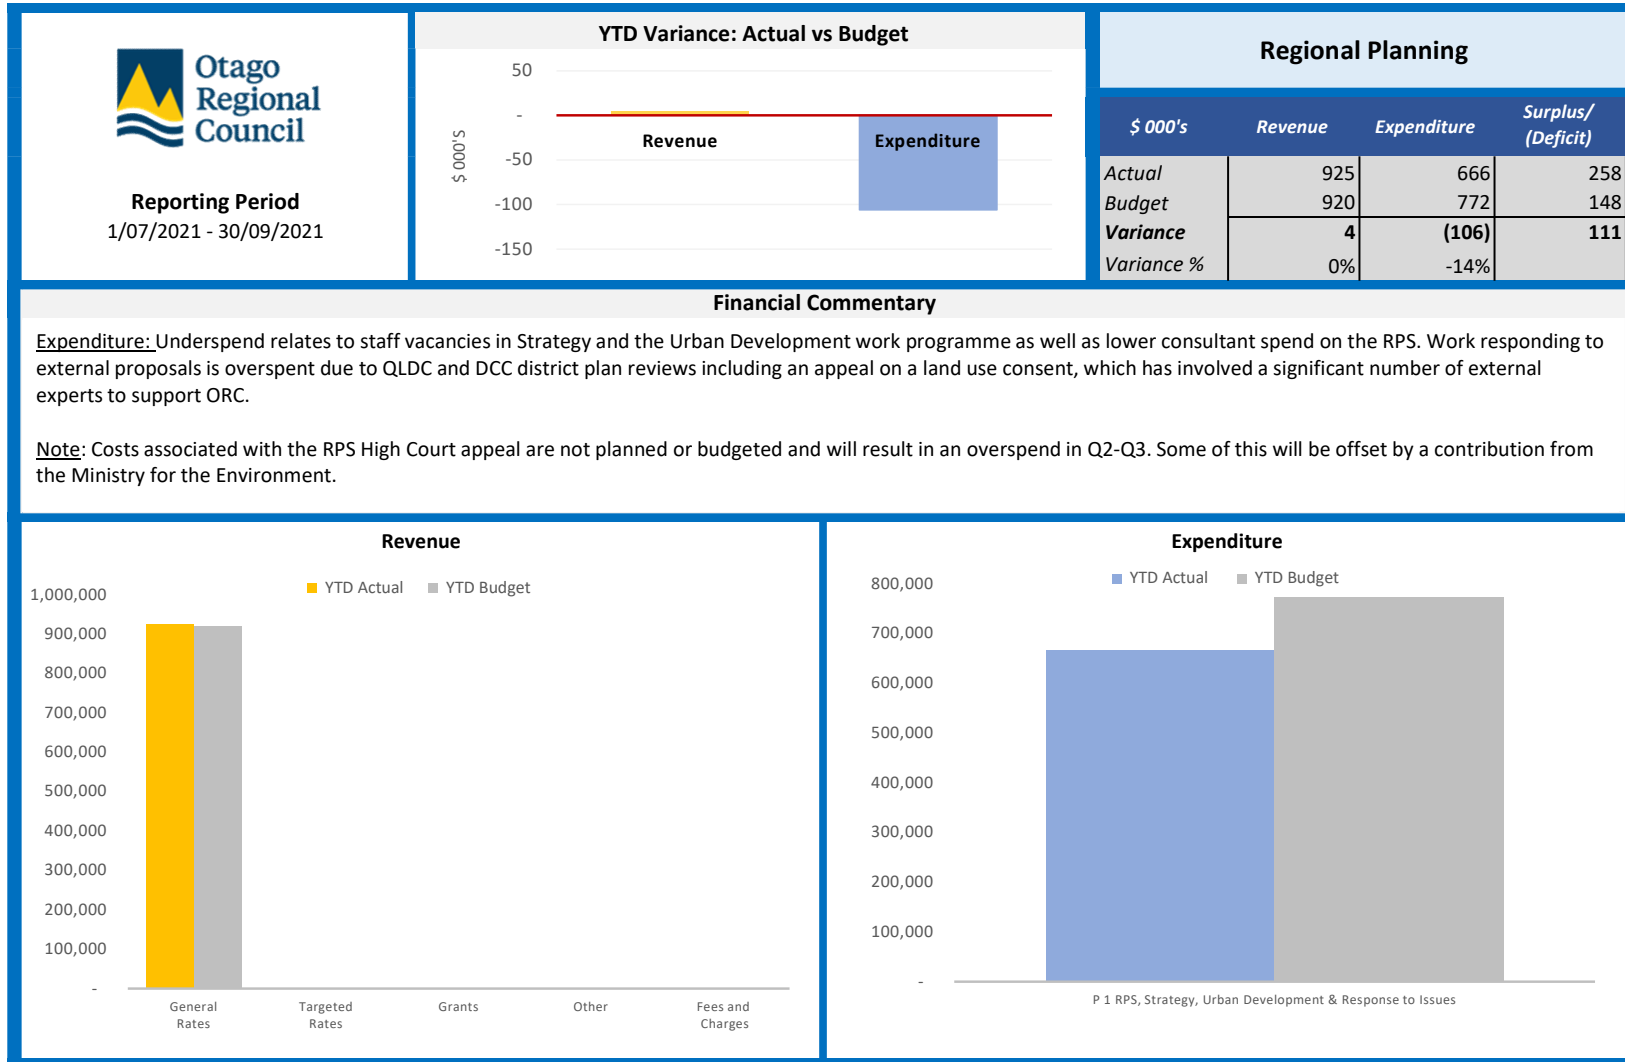 Otago
Regional
Council
Reporting Period
1/07/2021 - 30/09/2021
YTD Variance: Actual vs Budget
$ 000'S
50
-
-50
-100
-150
Revenue
Expenditure
Regional Planning
$ 000's Revenue Expenditure Surplus/ (Deficit)
Actual 925 666 258
Budget 920 772 148
Variance 4 (106) 111
Variance % 0% -14%
Financial Commentary
Expenditure: Underspend relates to staff vacancies in Strategy and the Urban Development work programme as well as lower consultant spend on the RPS. Work responding to
external proposals is overspent due to QLDC and DCC district plan reviews including an appeal on a land use consent, which has involved a significant number of external
experts to support ORC.
Note: Costs associated with the RPS High Court appeal are not planned or budgeted and will result in an overspend in Q2-Q3. Some of this will be offset by a contribution from
the Ministry for the Environment.
Revenue
YTD Actual YTD Budget
1,000,000
900,000
800,000
700,000
600,000
500,000
400,000
300,000
200,000
100,000
-
General
Rates
Targeted
Rates
Grants
Other
Fees and
Charges
Expenditure
YTD Actual YTD Budget
800,000
700,000
600,000
500,000
400,000
300,000
200,000
100,000
-
P 1 RPS, Strategy, Urban Development & Response to Issues